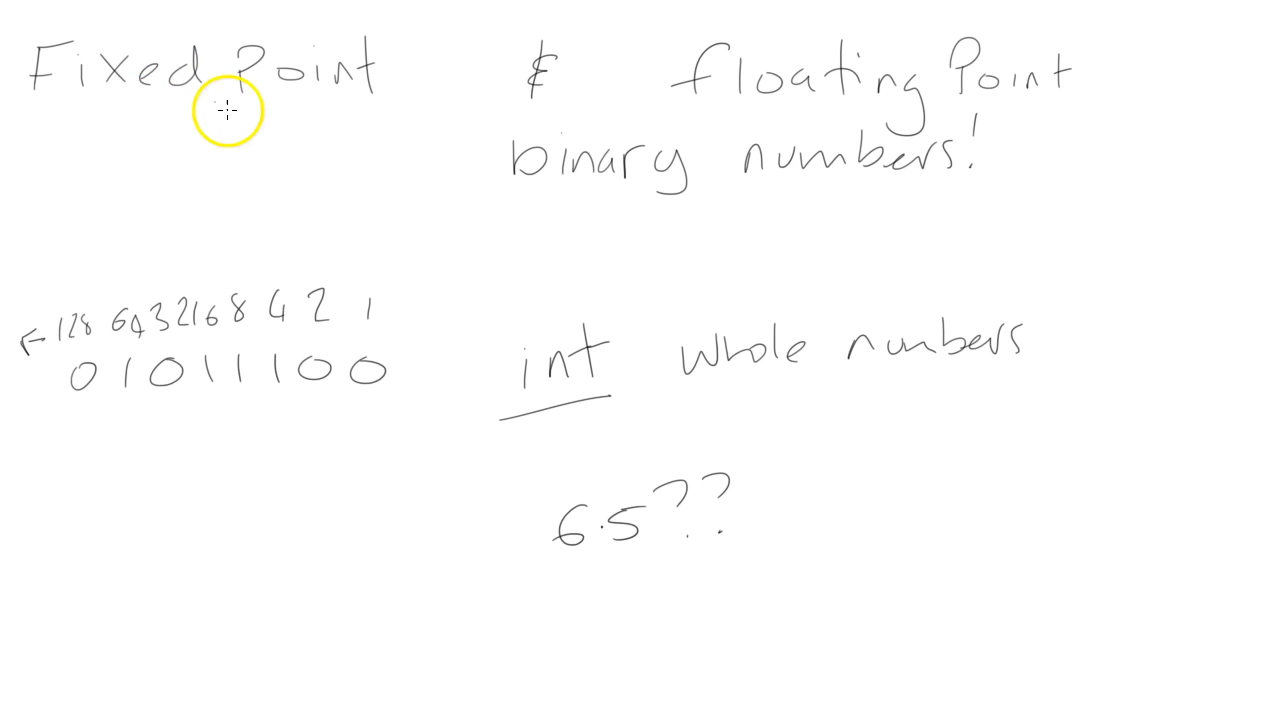 Fixed Point & floating Point
binary numbers!
←128 64 32 16 8 4 2 1
0 1 0 1 1 1 0 0 int whole numbers
6.5??